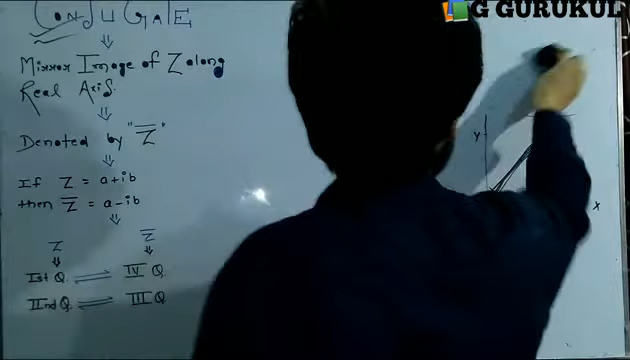 CONJUGATE
⇓
Mirror Image of Z along
Real Axis.
⇓
Denoted by "Z̅"
⇓
If Z = a+ib
then Z̅ = a-ib
⇓
Z Z̅
⇓ ⇓
Ist Q. ⇌ IV Q.
IInd Q. ⇌ III Q
G GURUKUL
Y
X